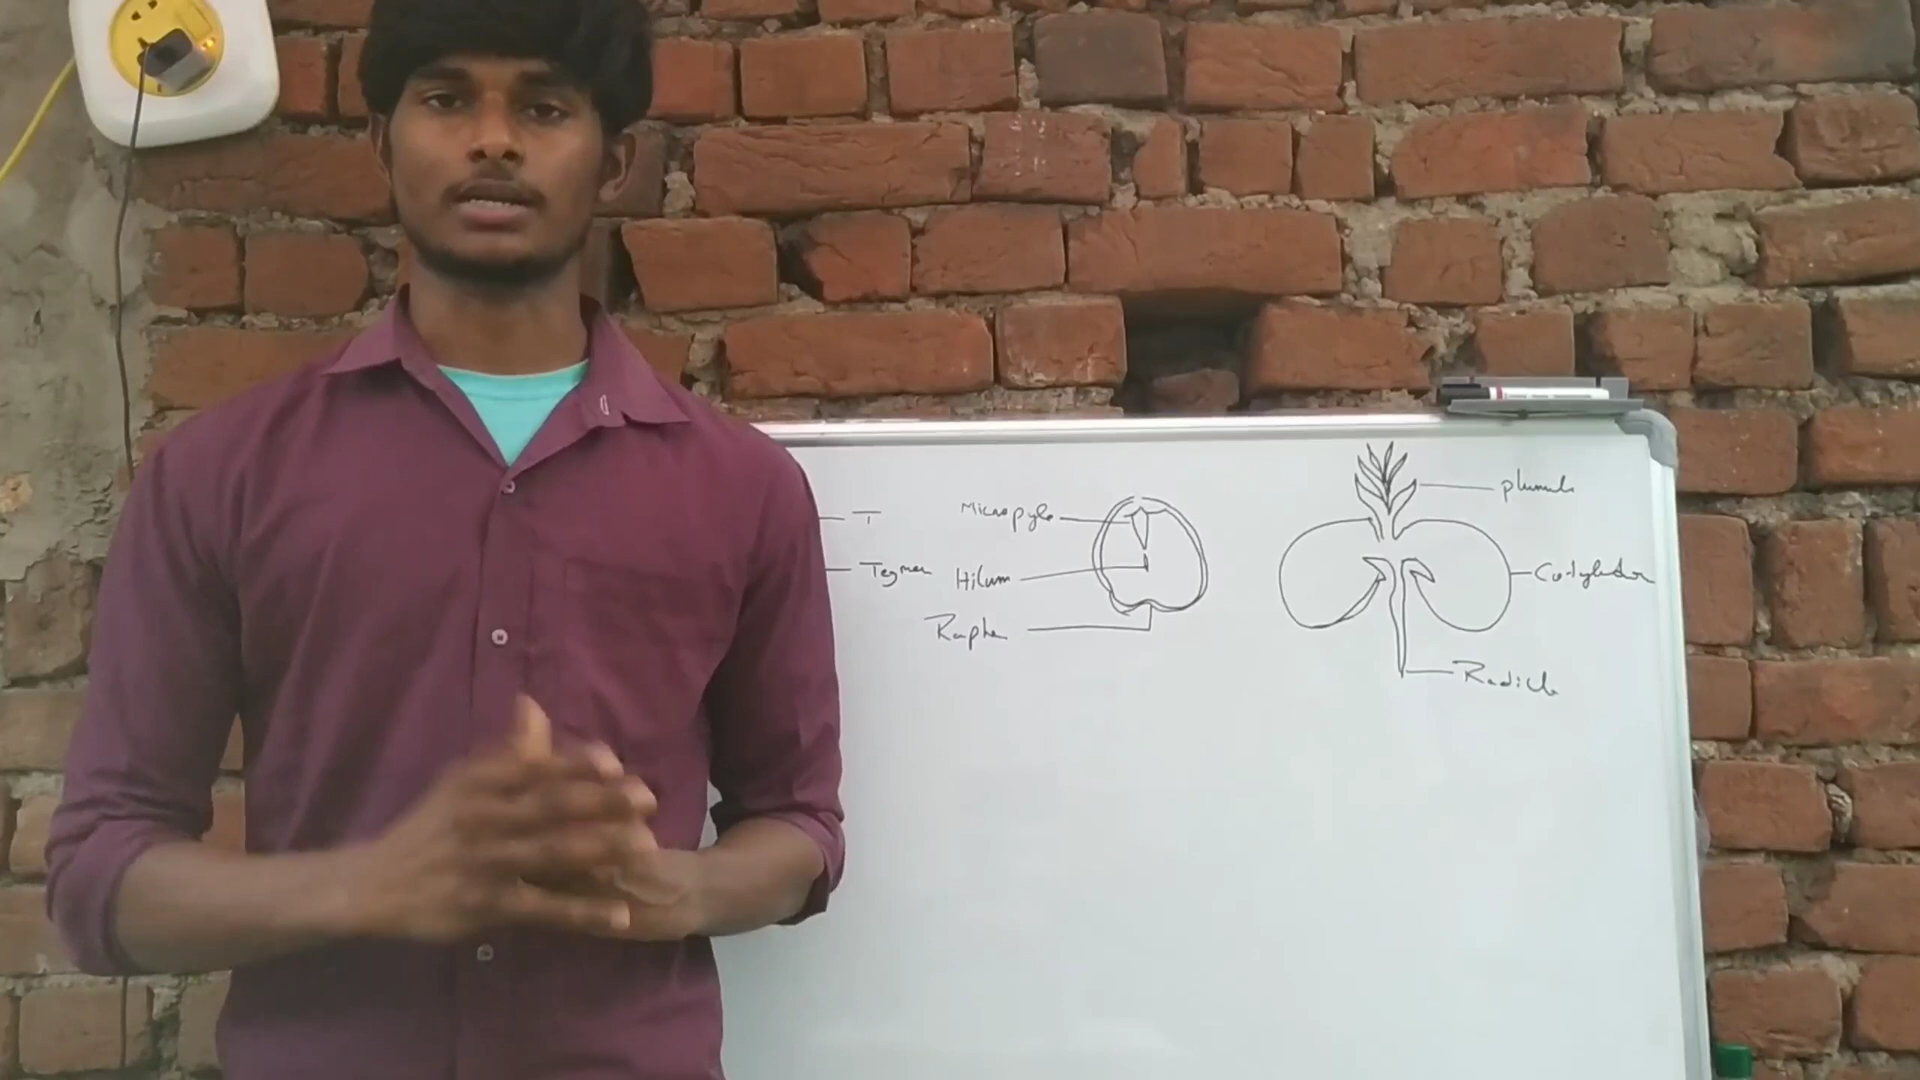 T
Tegmen
Micropyle
Hilum
Raphe
plumule
Cotyledon
Radicle